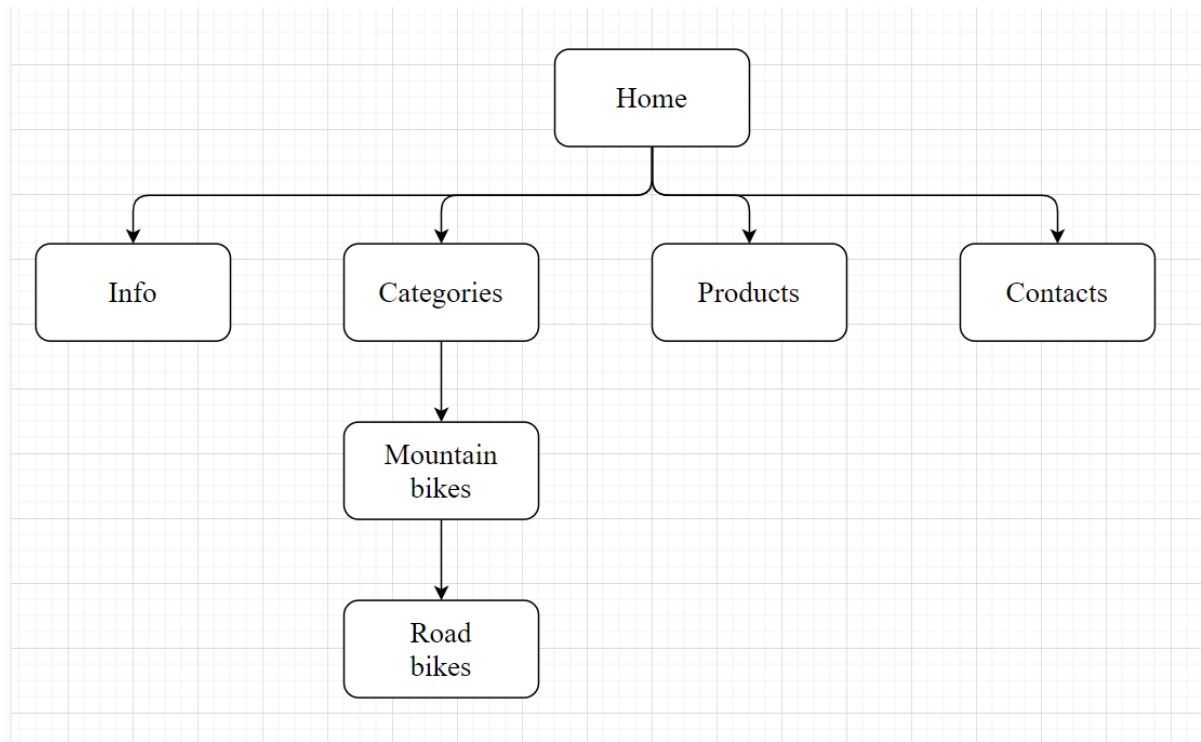 Home
Info
Categories
Products
Contacts
Mountain
bikes
Road
bikes